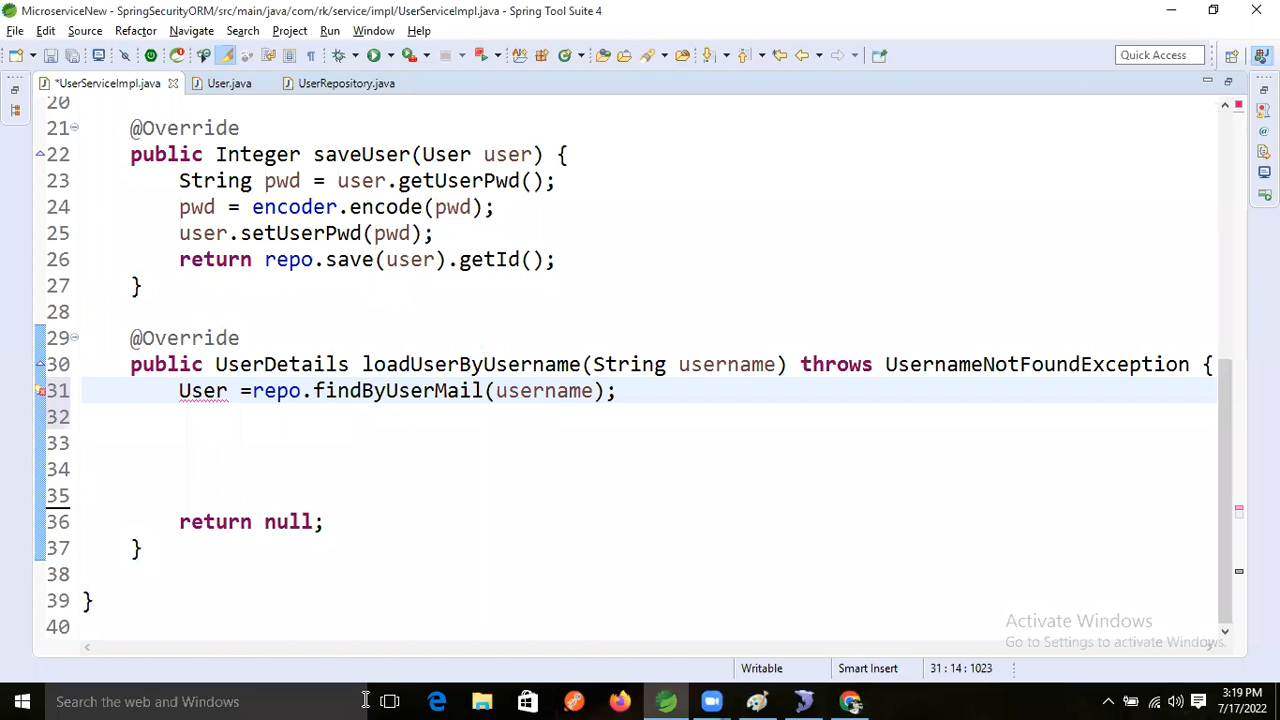 MicroserviceNew - SpringSecurityORM/src/main/java/com/rk/service/impl/UserServiceImpl.java - Spring Tool Suite 4
File Edit Source Refactor Navigate Search Project Run Window Help
Quick Access
*UserServiceImpl.java User.java UserRepository.java
20
21 @Override
22 public Integer saveUser(User user) {
23 String pwd = user.getUserPwd();
24 pwd = encoder.encode(pwd);
25 user.setUserPwd(pwd);
26 return repo.save(user).getId();
27 }
28
29 @Override
30 public UserDetails loadUserByUsername(String username) throws UsernameNotFoundException {
31 User =repo.findByUserMail(username);
32
33
34
35
36 return null;
37 }
38
39 }
40
Activate Windows
Go to Settings to activate Windows.
Writable Smart Insert 31 : 14 : 1023
Search the web and Windows
3:19 PM
7/17/2022